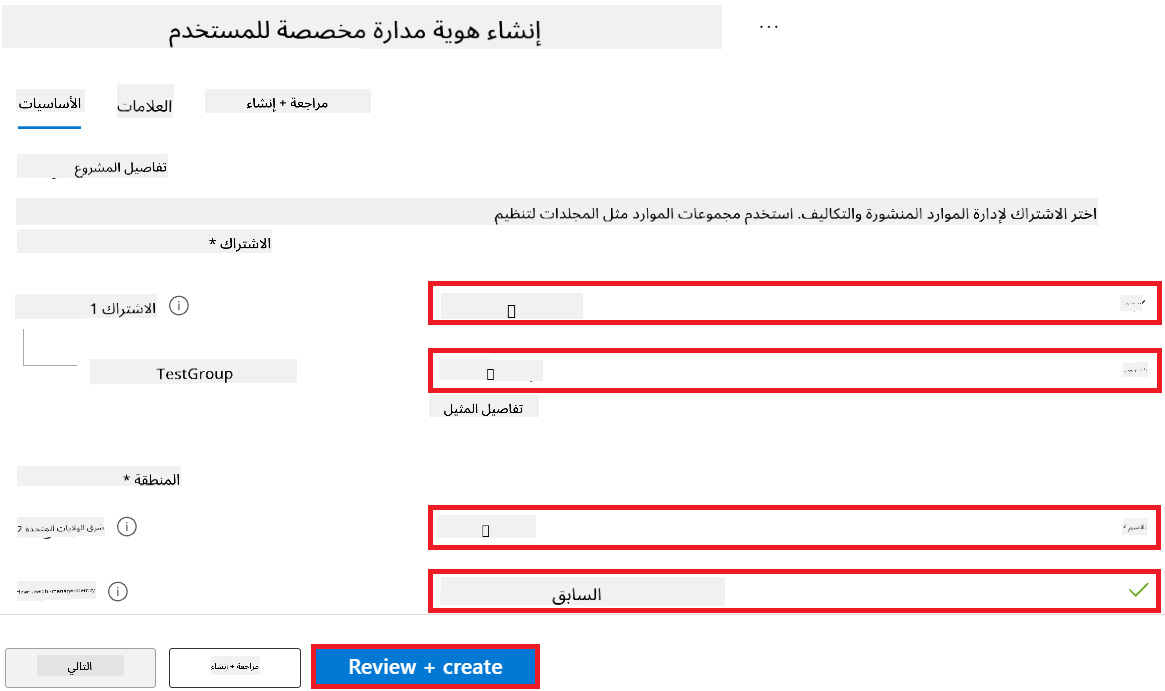 إنشاء هوية مدارة مخصصة للمستخدم
...
الأساسيات
العلامات
مراجعة + إنشاء
تفاصيل المشروع
اختر الاشتراك لإدارة الموارد المنشورة والتكاليف. استخدم مجموعات الموارد مثل المجلدات لتنظيم
الاشتراك *
الاشتراك 1
TestGroup
تفاصيل المثيل
المنطقة *
شرق الولايات المتحدة 2
الاسم *
السابق
التالي
مراجعة + إنشاء
Review + create